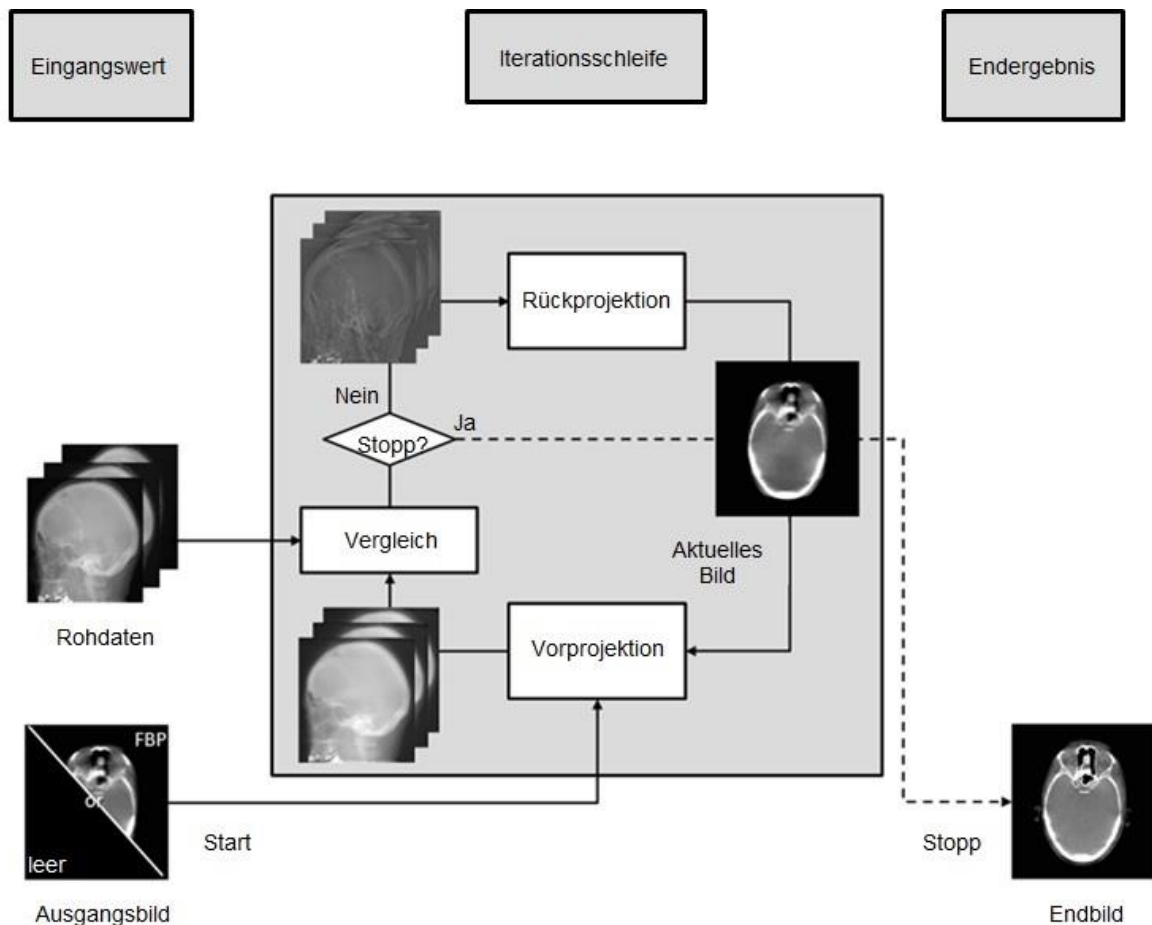 Eingangswert
Iterationsschleife
Endergebnis
Rückprojektion
Nein
Ja
Stopp?
Vergleich
Aktuelles
Bild
Rohdaten
Vorprojektion
FBP
or
leer
Start
Stopp
Ausgangsbild
Endbild